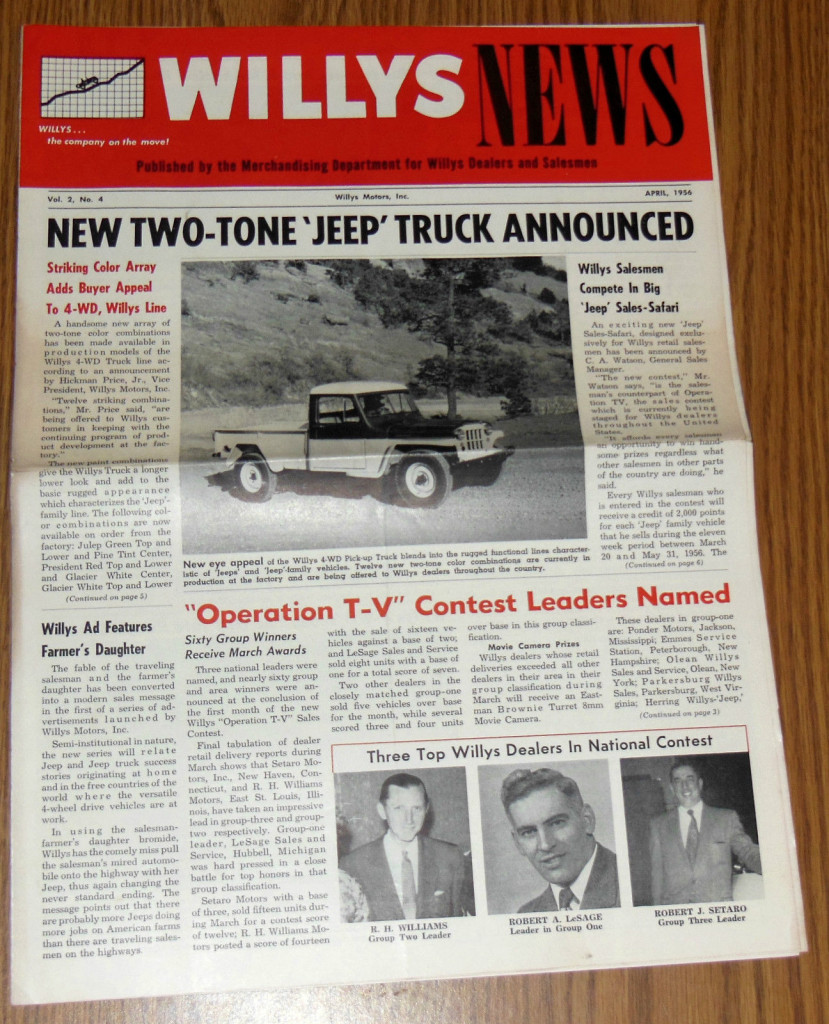 WILLYS NEWS
WILLYS...
the company on the move!
Published by the Merchandising Department for Willys Dealers and Salesmen
Vol. 2, No. 4
Willys Motors, Inc.
APRIL, 1956
NEW TWO-TONE 'JEEP' TRUCK ANNOUNCED
Striking Color Array
Adds Buyer Appeal
To 4-WD, Willys Line
A handsome new array of
two-tone color combinations
has been made available in
production models of the
Willys 4-WD Truck line ac-
cording to an announcement
by Hickman Price, Jr., Vice
President, Willys Motors, Inc.
"Twelve striking combina-
tions," Mr. Price said, "are
being offered to Willys cus-
tomers in keeping with the
continuing program of prod-
uct development at the fac-
tory."
The new paint combinations
give the Willys Truck a longer
lower look and add to the
basic rugged appearance
which characterizes the 'Jeep'-
family line. The following col-
or combinations are now
available on order from the
factory: Julep Green Top and
Lower and Pine Tint Center,
President Red Top and Lower
and Glacier White Center,
Glacier White Top and Lower
(Continued on page 5)
New eye appeal of the Willys 4-WD Pick-up Truck blends into the rugged functional lines character-
istic of 'Jeeps' and 'Jeep'-family vehicles. Twelve new two-tone color combinations are currently in
production at the factory and are being offered to Willys dealers throughout the country.
Willys Salesmen
Compete In Big
'Jeep' Sales-Safari
An exciting new 'Jeep'
Sales-Safari, designed exclu-
sively for Willys retail sales-
men has been announced by
C. A. Watson, General Sales
Manager.
"The new contest," Mr.
Watson says, "is the sales-
man's counterpart of Opera-
tion TV, the sales contest
which is currently being
staged for Willys dealers
throughout the United
States.
"It affords every salesman
an opportunity to win hand-
some prizes regardless what
other salesmen in other parts
of the country are doing," he
said.
Every Willys salesman who
is entered in the contest will
receive a credit of 2,000 points
for each 'Jeep' family vehicle
that he sells during the eleven
week period between March
20 and May 31, 1956. The
(Continued on page 6)
Willys Ad Features
Farmer's Daughter
The fable of the traveling
salesman and the farmer's
daughter has been converted
into a modern sales message
in the first of a series of ad-
vertisements launched by
Willys Motors, Inc.
Semi-institutional in nature,
the new series will relate
Jeep and Jeep truck success
stories originating at home
and in the free countries of the
world where the versatile
4-wheel drive vehicles are at
work.
In using the salesman-
farmer's daughter bromide,
Willys has the comely miss pull
the salesman's mired automo-
bile onto the highway with her
Jeep, thus again changing the
never standard ending. The
message points out that there
are probably more Jeeps doing
more jobs on American farms
than there are traveling sales-
men on the highways.
"Operation T-V" Contest Leaders Named
Sixty Group Winners
Receive March Awards
Three national leaders were
named, and nearly sixty group
and area winners were an-
nounced at the conclusion of
the first month of the new
Willys "Operation T-V" Sales
Contest.
Final tabulation of dealer
retail delivery reports during
March shows that Setaro Mo-
tors, Inc., New Haven, Con-
necticut, and R. H. Williams
Motors, East St. Louis, Illi-
nois, have taken an impressive
lead in group-three and group-
two respectively. Group-one
leader, LeSage Sales and
Service, Hubbell, Michigan
was hard pressed in a close
battle for top honors in that
group classification.
Setaro Motors with a base
of three, sold fifteen units dur-
ing March for a contest score
of twelve; R. H. Williams Mo-
tors posted a score of fourteen
with the sale of sixteen ve-
hicles against a base of two;
and LeSage Sales and Service
sold eight units with a base of
one for a total score of seven.
Two other dealers in the
closely matched group-one
sold five vehicles over base
for the month, while several
scored three and four units
over base in this group classi-
fication.
Movie Camera Prizes
Willys dealers whose retail
deliveries exceeded all other
dealers in their area in their
group classification during
March will receive an East-
man Brownie Turret 8mm
Movie Camera.
These dealers in group-one
are: Ponder Motors, Jackson,
Mississippi; Emmes Service
Station, Peterborough, New
Hampshire; Olean Willys
Sales and Service, Olean, New
York; Parkersburg Willys
Sales, Parkersburg, West Vir-
ginia; Herring Willys-'Jeep,'
(Continued on page 2)
Three Top Willys Dealers In National Contest
R. H. WILLIAMS
Group Two Leader
ROBERT A. LeSAGE
Leader in Group One
ROBERT J. SETARO
Group Three Leader